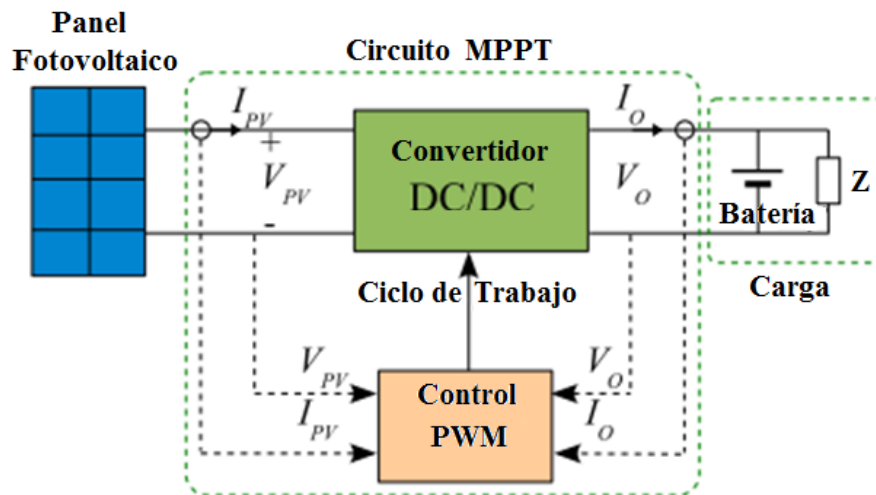 Panel
Fotovoltaico
Circuito MPPT
I_PV
+
V_PV
-
Convertidor
DC/DC
I_O
V_O
Batería
Z
Carga
Ciclo de Trabajo
V_PV
I_PV
Control
PWM
V_O
I_O